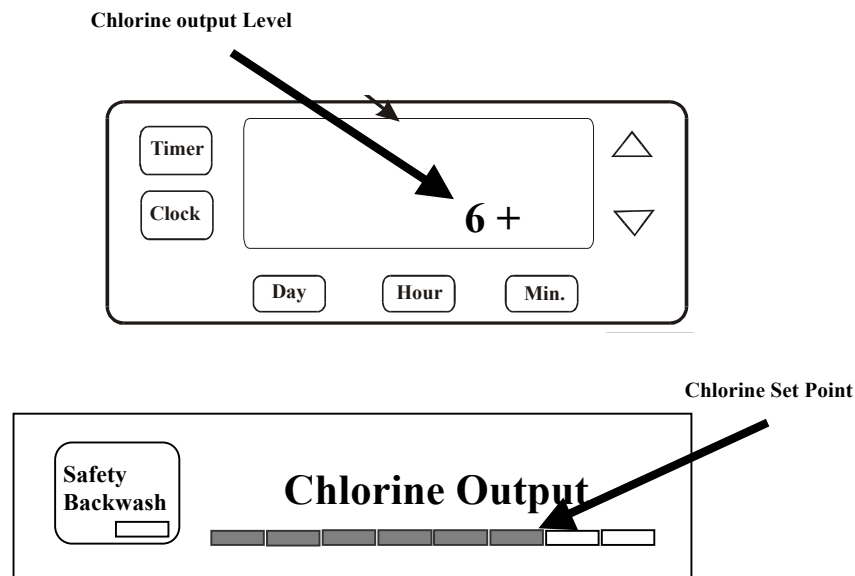 Chlorine output Level
Timer
Clock
6 +
Day Hour Min.
Chlorine Set Point
Safety
Backwash
Chlorine Output